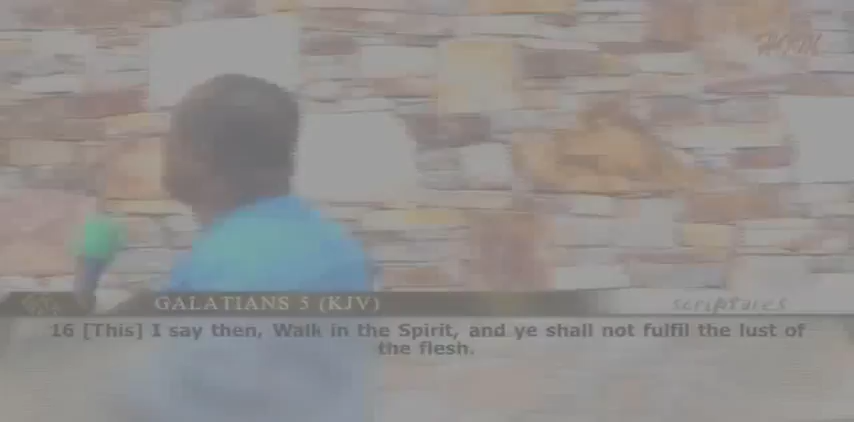 GALATIANS 5 (KJV)
scriptures
16 [This] I say then, Walk in the Spirit, and ye shall not fulfil the lust of
the flesh.